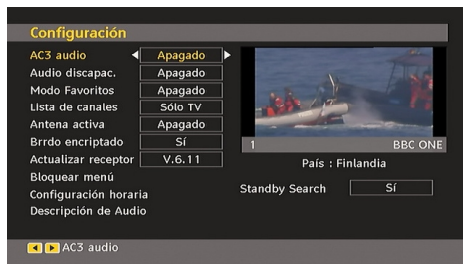 Configuración
AC3 audio Apagado
Audio discapac. Apagado
Modo Favoritos Apagado
Lista de canales Sólo TV
Antena activa Apagado
Brrdo encriptado Sí
Actualizar receptor V.6.11
Bloquear menú
Configuración horaria
Descripción de Audio
1 BBC ONE
País : Finlandia
Standby Search Sí
AC3 audio